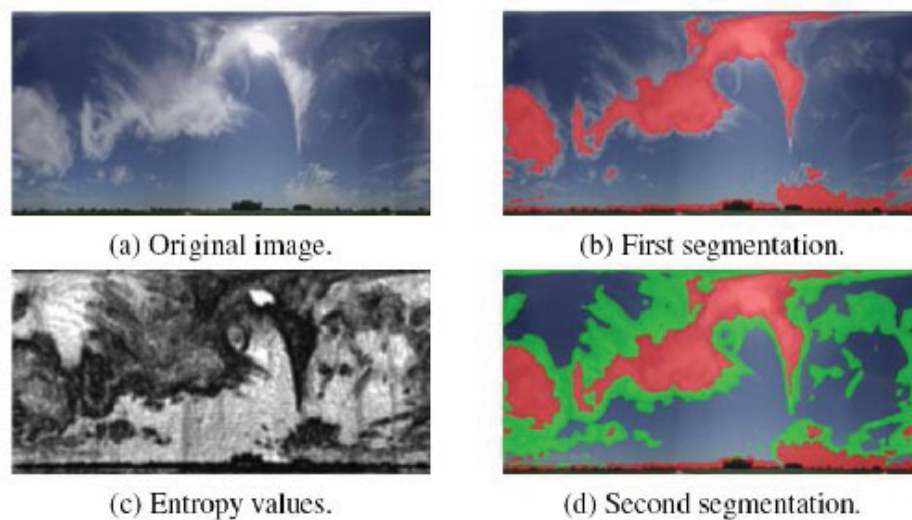 (a) Original image.
(b) First segmentation.
(c) Entropy values.
(d) Second segmentation.